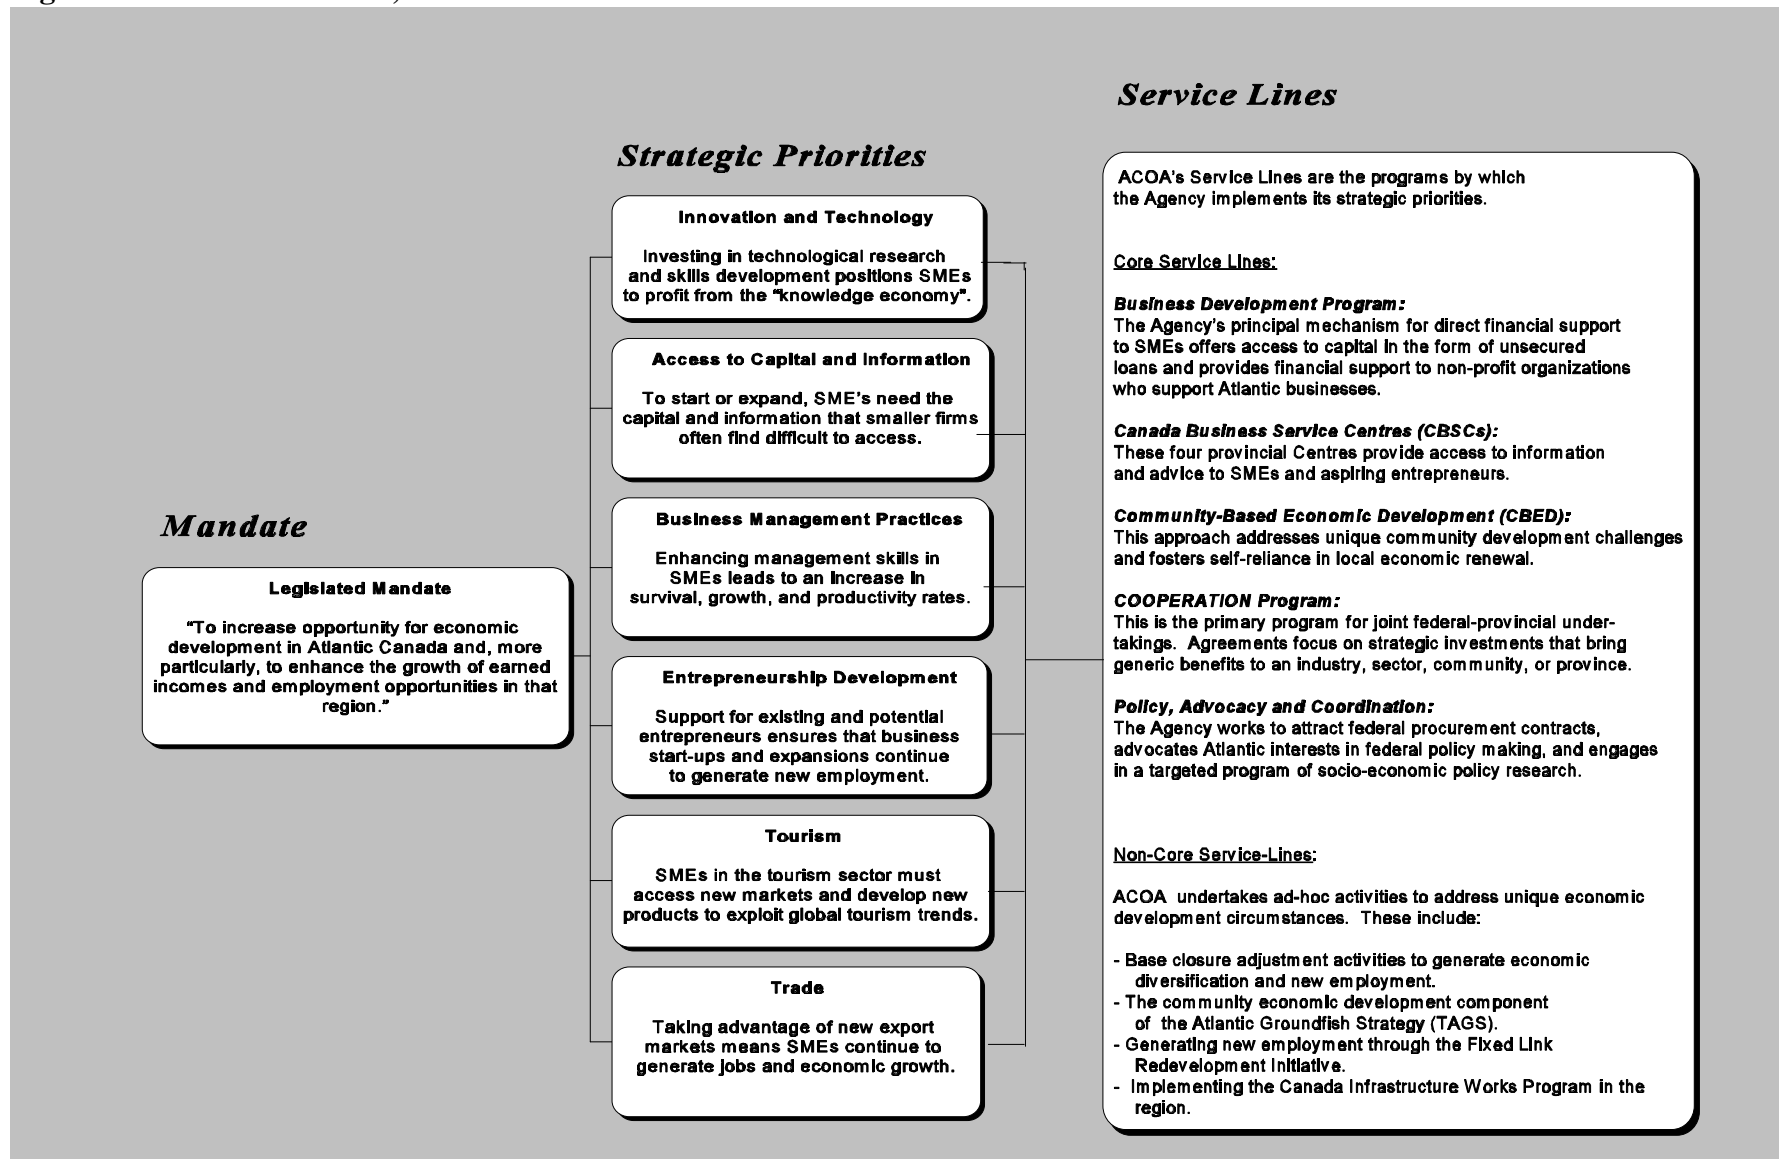 Service Lines
Strategic Priorities
Mandate
Legislated Mandate
"To increase opportunity for economic
development in Atlantic Canada and, more
particularly, to enhance the growth of earned
incomes and employment opportunities in that
region."
Innovation and Technology
Investing in technological research
and skills development positions SMEs
to profit from the "knowledge economy".
Access to Capital and Information
To start or expand, SME's need the
capital and information that smaller firms
often find difficult to access.
Business Management Practices
Enhancing management skills in
SMEs leads to an increase in
survival, growth, and productivity rates.
Entrepreneurship Development
Support for existing and potential
entrepreneurs ensures that business
start-ups and expansions continue
to generate new employment.
Tourism
SMEs in the tourism sector must
access new markets and develop new
products to exploit global tourism trends.
Trade
Taking advantage of new export
markets means SMEs continue to
generate jobs and economic growth.
ACOA's Service Lines are the programs by which
the Agency implements its strategic priorities.
Core Service Lines:
Business Development Program:
The Agency's principal mechanism for direct financial support
to SMEs offers access to capital in the form of unsecured
loans and provides financial support to non-profit organizations
who support Atlantic businesses.
Canada Business Service Centres (CBSCs):
These four provincial Centres provide access to information
and advice to SMEs and aspiring entrepreneurs.
Community-Based Economic Development (CBED):
This approach addresses unique community development challenges
and fosters self-reliance in local economic renewal.
COOPERATION Program:
This is the primary program for joint federal-provincial under-
takings.  Agreements focus on strategic investments that bring
generic benefits to an industry, sector, community, or province.
Policy, Advocacy and Coordination:
The Agency works to attract federal procurement contracts,
advocates Atlantic interests in federal policy making, and engages
in a targeted program of socio-economic policy research.
Non-Core Service-Lines:
ACOA  undertakes ad-hoc activities to address unique economic
development circumstances.  These include:
- Base closure adjustment activities to generate economic
diversification and new employment.
- The community economic development component
of  the Atlantic Groundfish Strategy (TAGS).
- Generating new employment through the Fixed Link
Redevelopment Initiative.
-  Implementing the Canada Infrastructure Works Program in the
region.